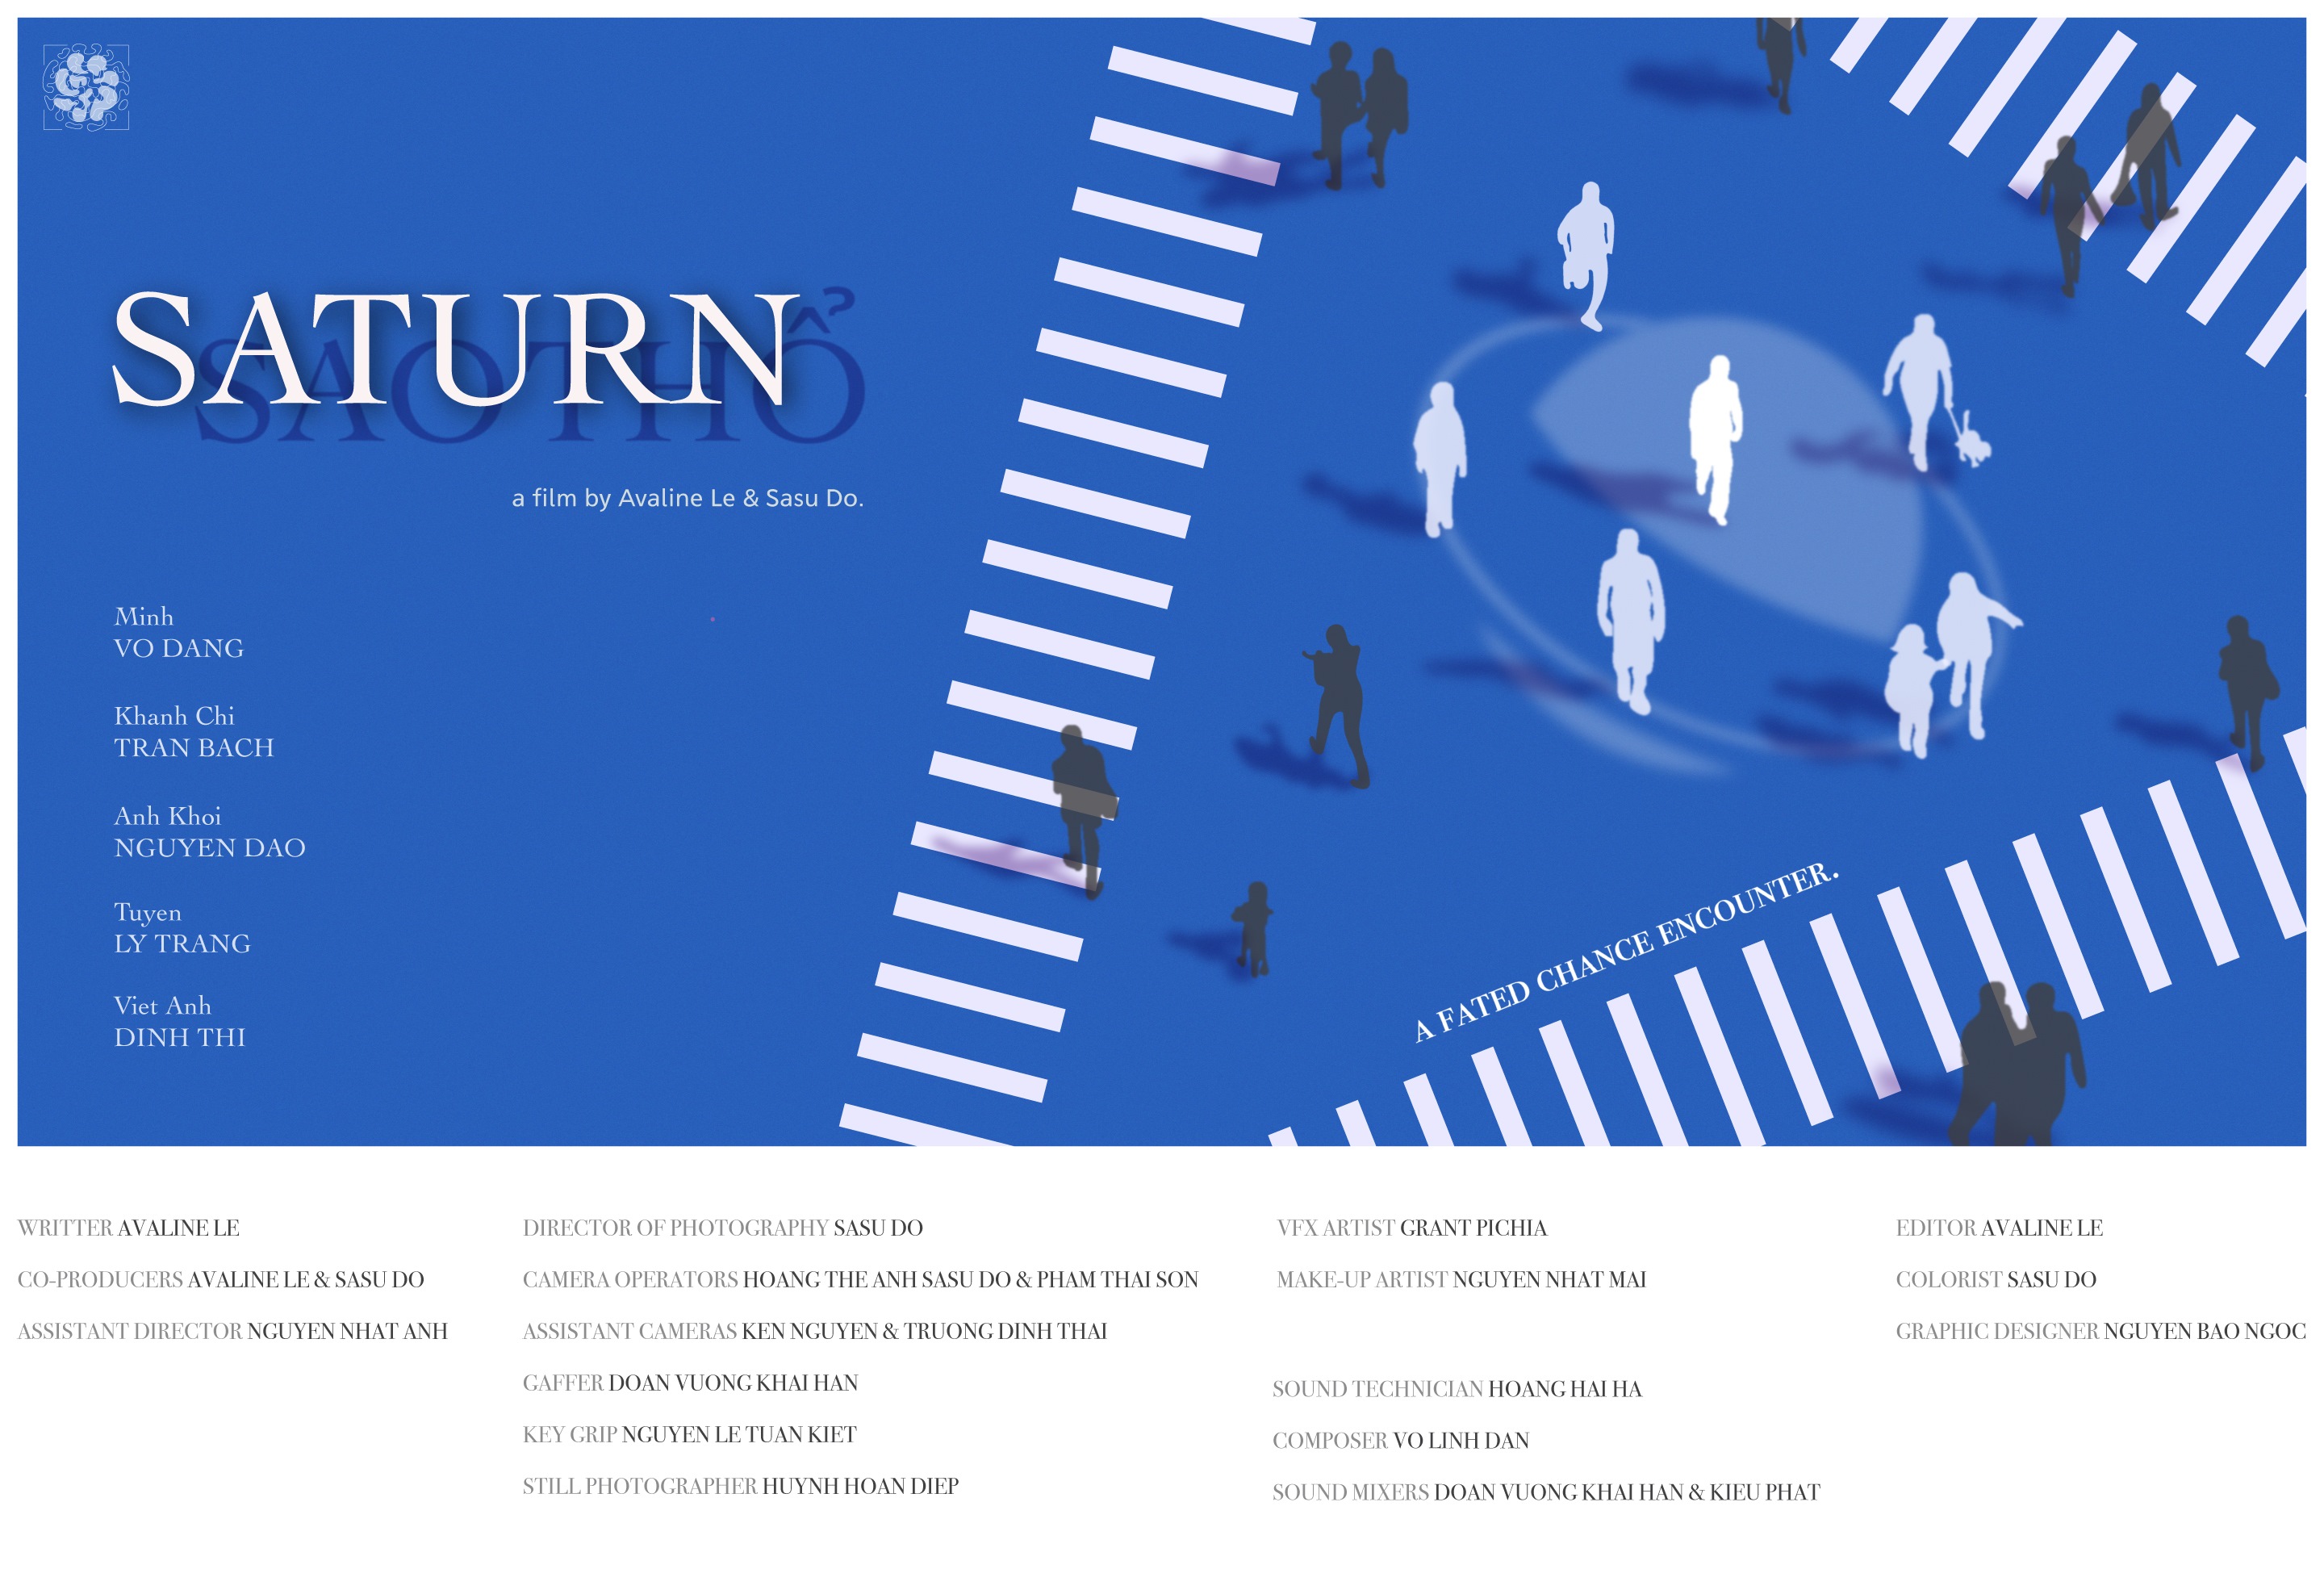 SATURN
SAO THỔ
a film by Avaline Le & Sasu Do.
Minh
VO DANG
Khanh Chi
TRAN BACH
Anh Khoi
NGUYEN DAO
Tuyen
LY TRANG
Viet Anh
DINH THI
A FATED CHANCE ENCOUNTER.
WRITTER AVALINE LE
CO-PRODUCERS AVALINE LE & SASU DO
ASSISTANT DIRECTOR NGUYEN NHAT ANH
DIRECTOR OF PHOTOGRAPHY SASU DO
CAMERA OPERATORS HOANG THE ANH SASU DO & PHAM THAI SON
ASSISTANT CAMERAS KEN NGUYEN & TRUONG DINH THAI
GAFFER DOAN VUONG KHAI HAN
KEY GRIP NGUYEN LE TUAN KIET
STILL PHOTOGRAPHER HUYNH HOAN DIEP
VFX ARTIST GRANT PICHIA
MAKE-UP ARTIST NGUYEN NHAT MAI
SOUND TECHNICIAN HOANG HAI HA
COMPOSER VO LINH DAN
SOUND MIXERS DOAN VUONG KHAI HAN & KIEU PHAT
EDITOR AVALINE LE
COLORIST SASU DO
GRAPHIC DESIGNER NGUYEN BAO NGOC